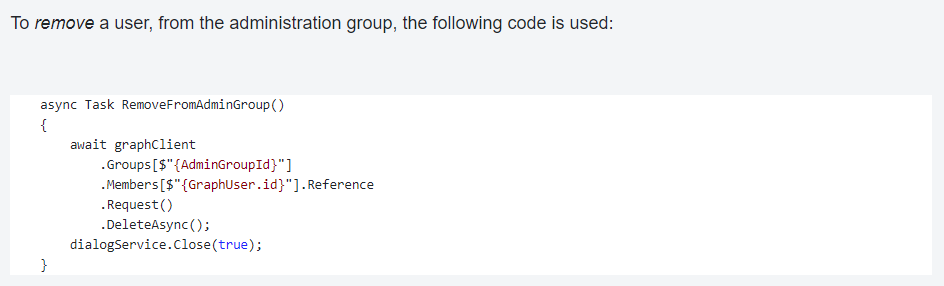 To remove a user, from the administration group, the following code is used:
async Task RemoveFromAdminGroup()
{
    await graphClient
        .Groups[$"{AdminGroupId}"]
        .Members[$"{GraphUser.id}"].Reference
        .Request()
        .DeleteAsync();
    dialogService.Close(true);
}